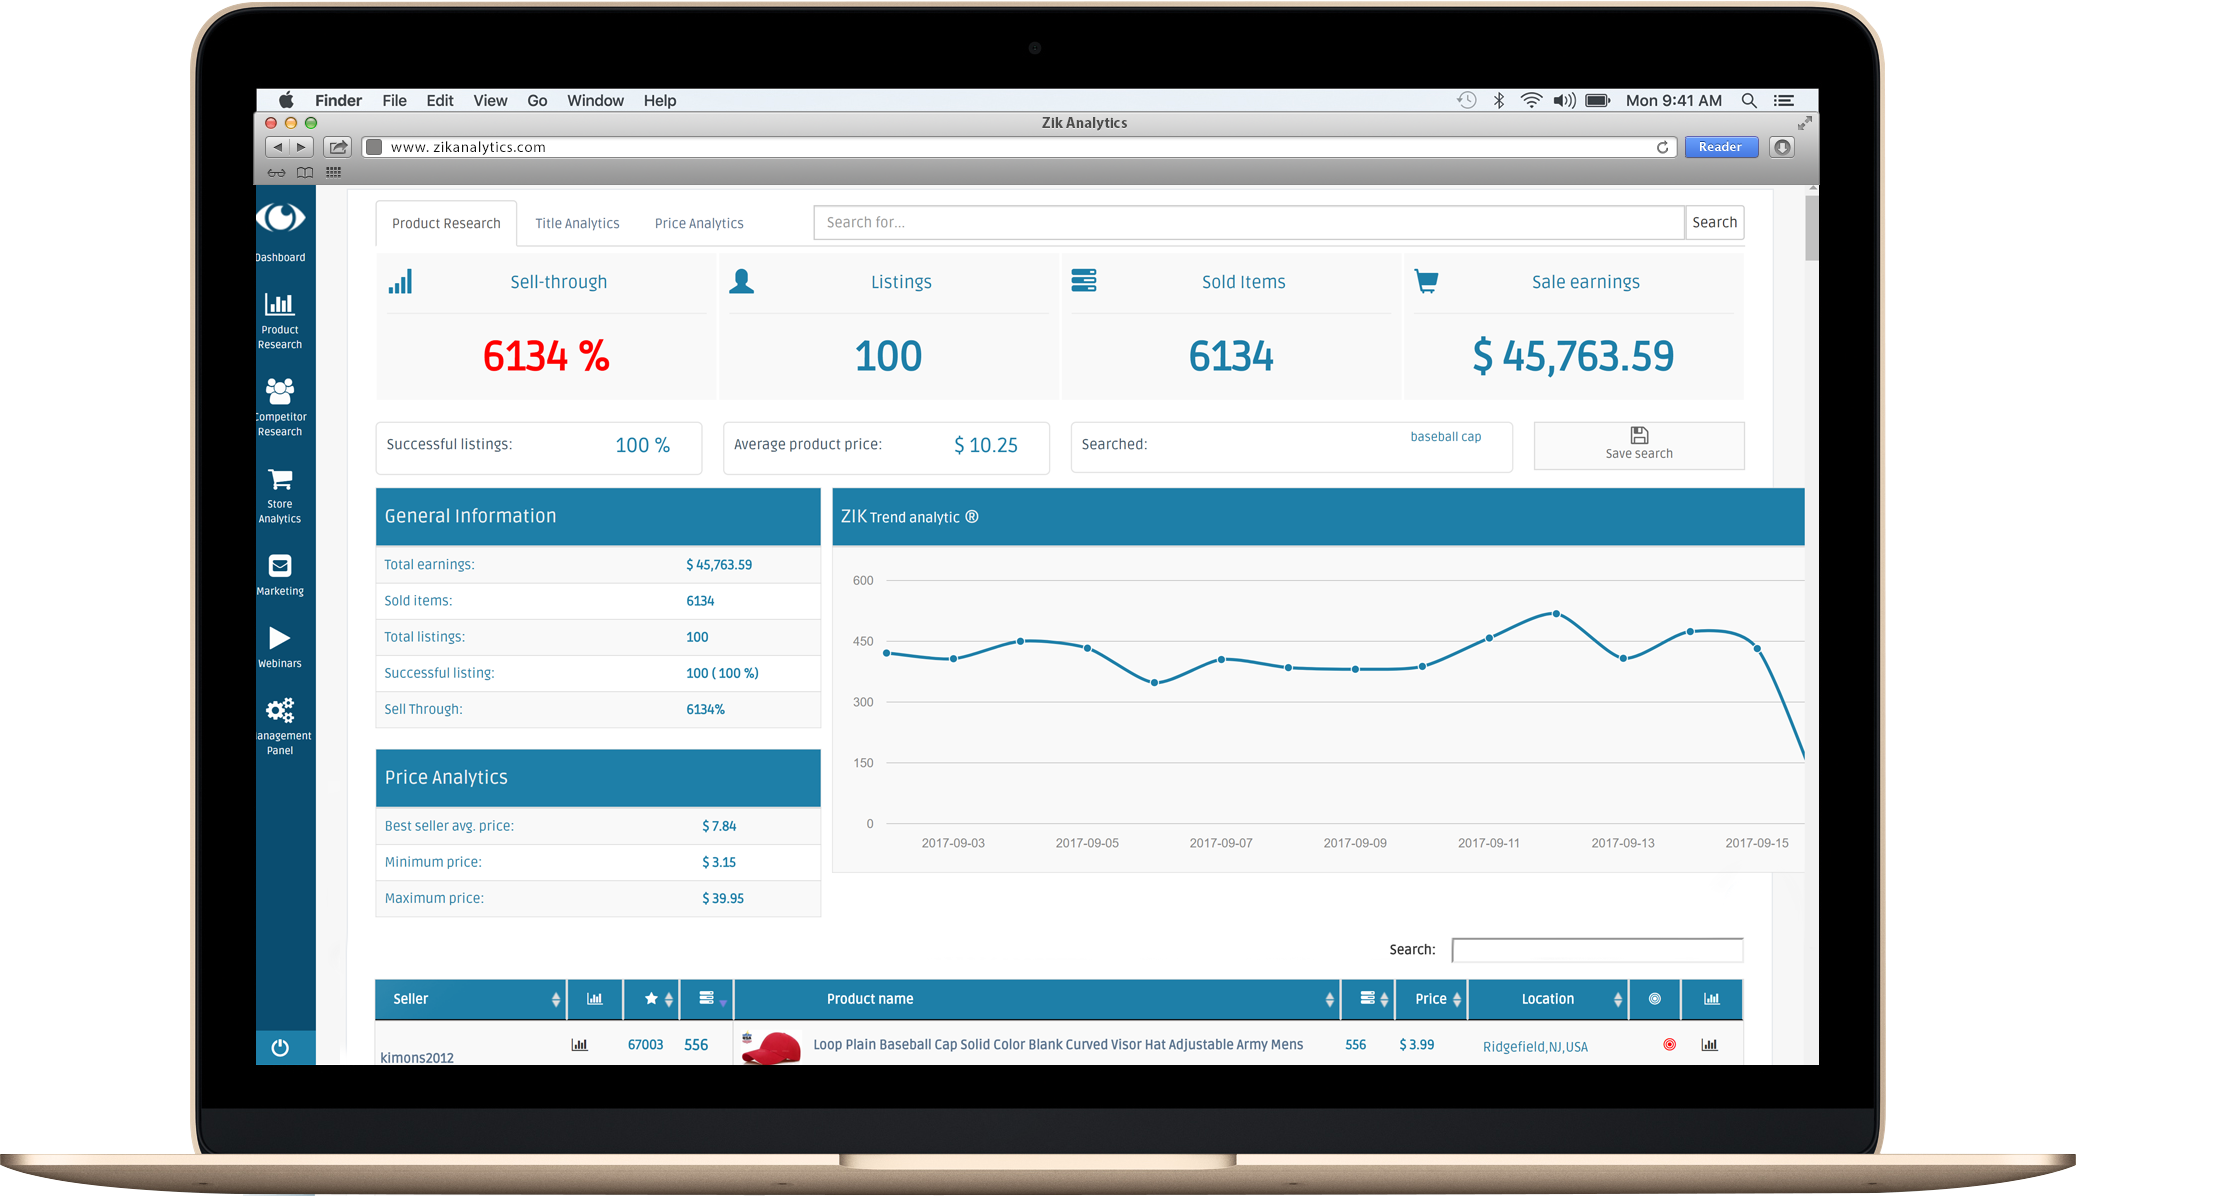 Finder File Edit View Go Window Help Mon 9:41 AM
Zik Analytics
www. zikanalytics.com Reader
Dashboard
Product
Research
Competitor
Research
Store
Analytics
Marketing
Webinars
anagement
Panel
Product Research Title Analytics Price Analytics Search for... Search
Sell-through Listings Sold Items Sale earnings
6134 % 100 6134 $ 45,763.59
Successful listings: 100 % Average product price: $ 10.25 Searched: baseball cap Save search
General Information
Total earnings: $ 45,763.59
Sold items: 6134
Total listings: 100
Successful listing: 100 ( 100 %)
Sell Through: 6134%
Price Analytics
Best seller avg. price: $ 7.84
Minimum price: $ 3.15
Maximum price: $ 39.95
ZIK Trend analytic ®
600
450
300
150
0
2017-09-03 2017-09-05 2017-09-07 2017-09-09 2017-09-11 2017-09-13 2017-09-15
Search:
Seller Product name Price Location
kimons2012 67003 556 Loop Plain Baseball Cap Solid Color Blank Curved Visor Hat Adjustable Army Mens 556 $ 3.99 Ridgefield,NJ,USA